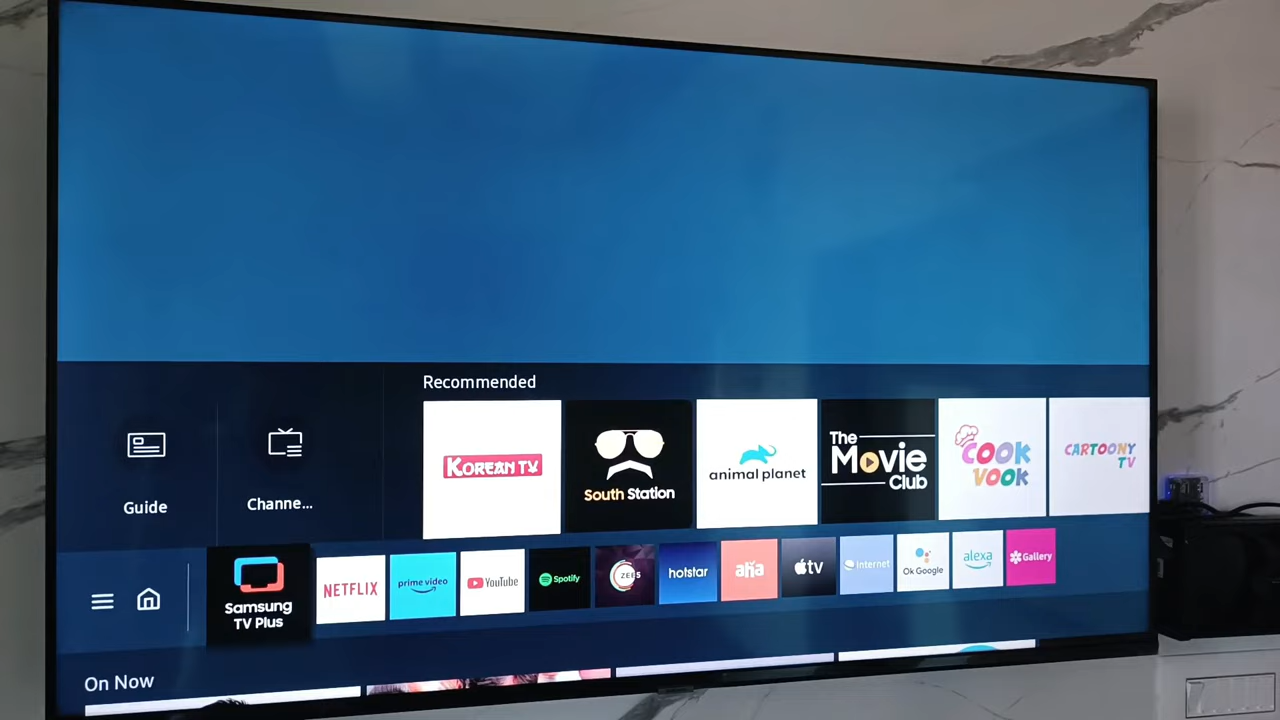 Recommended
Guide
Channe...
KOREAN TV
South Station
animal planet
The
Movie
Club
COOK
VOOK
CARTOONY
TV
Samsung
TV Plus
NETFLIX
prime video
YouTube
Spotify
ZEE5
hotstar
aha
tv
Internet
Ok Google
alexa
Gallery
On Now